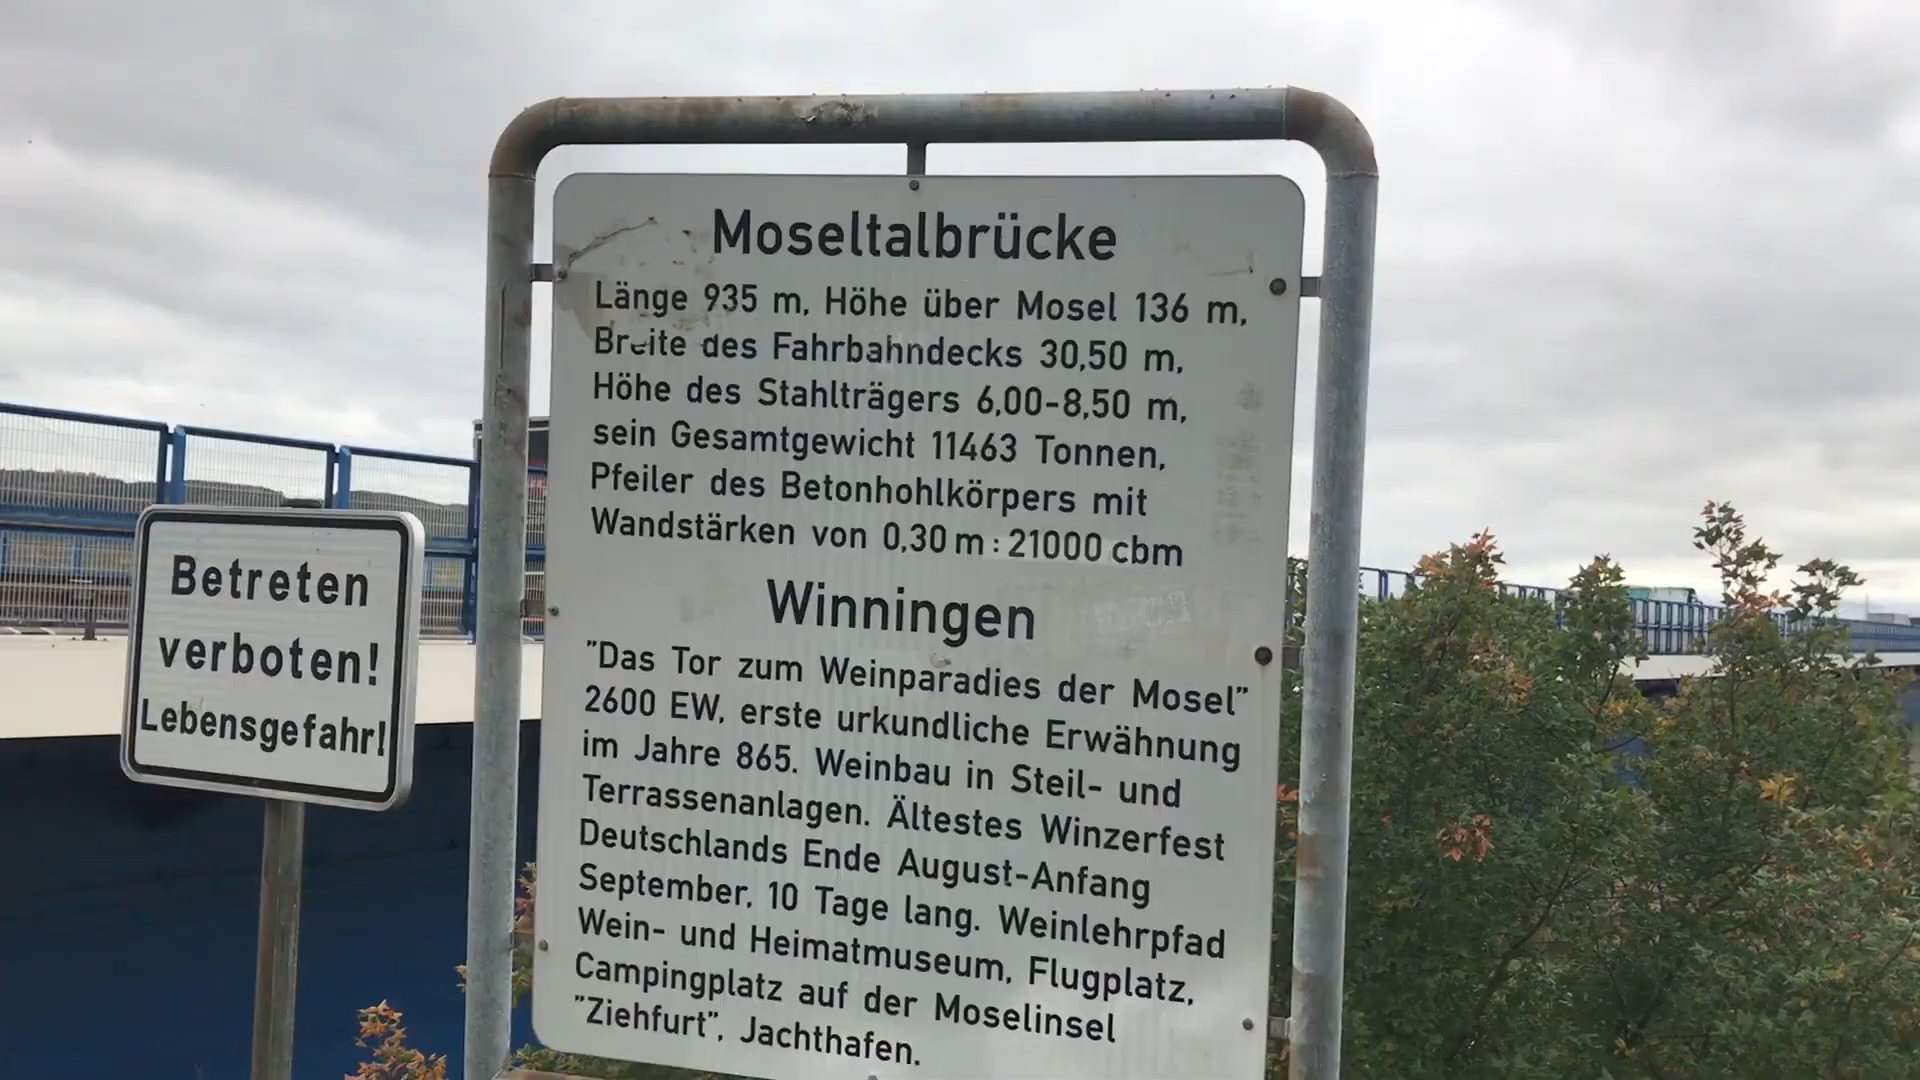 Moseltalbrücke
Länge 935 m, Höhe über Mosel 136 m,
Breite des Fahrbahndecks 30,50 m,
Höhe des Stahlträgers 6,00-8,50 m,
sein Gesamtgewicht 11463 Tonnen,
Pfeiler des Betonhohlkörpers mit
Wandstärken von 0,30 m : 21000 cbm
Winningen
"Das Tor zum Weinparadies der Mosel"
2600 EW, erste urkundliche Erwähnung
im Jahre 865. Weinbau in Steil- und
Terrassenanlagen. Ältestes Winzerfest
Deutschlands Ende August-Anfang
September, 10 Tage lang. Weinlehrpfad
Wein- und Heimatmuseum, Flugplatz,
Campingplatz auf der Moselinsel
"Ziehfurt", Jachthafen.
Betreten
verboten!
Lebensgefahr!